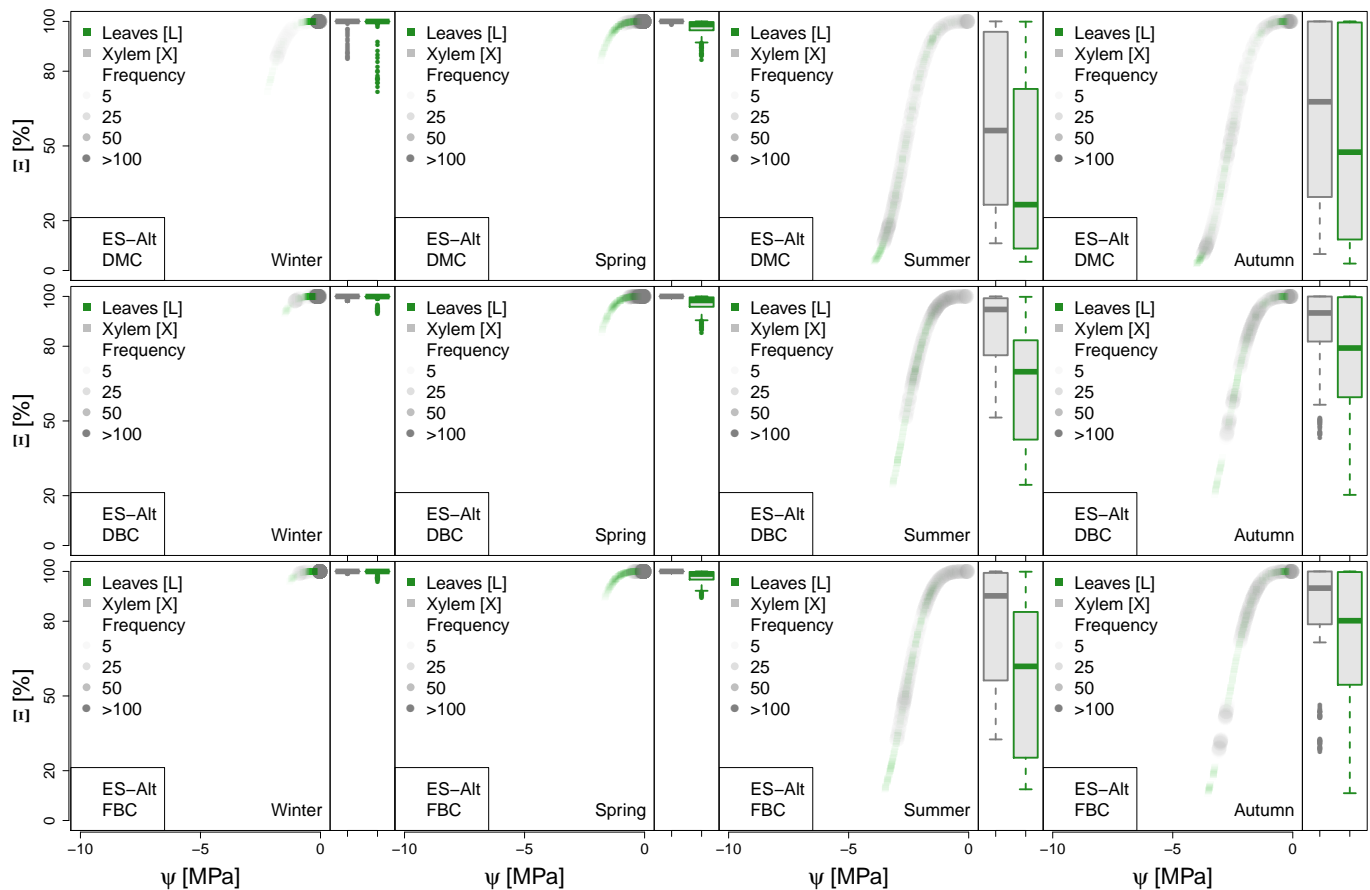 Ξ [%]
100
80
50
20
0
Leaves [L]
Xylem [X]
Frequency
5
25
50
>100
ES−Alt
DMC
Winter
Leaves [L]
Xylem [X]
Frequency
5
25
50
>100
ES−Alt
DMC
Spring
Leaves [L]
Xylem [X]
Frequency
5
25
50
>100
ES−Alt
DMC
Summer
Leaves [L]
Xylem [X]
Frequency
5
25
50
>100
ES−Alt
DMC
Autumn
Ξ [%]
100
80
50
20
0
Leaves [L]
Xylem [X]
Frequency
5
25
50
>100
ES−Alt
DBC
Winter
Leaves [L]
Xylem [X]
Frequency
5
25
50
>100
ES−Alt
DBC
Spring
Leaves [L]
Xylem [X]
Frequency
5
25
50
>100
ES−Alt
DBC
Summer
Leaves [L]
Xylem [X]
Frequency
5
25
50
>100
ES−Alt
DBC
Autumn
Ξ [%]
100
80
50
20
0
Leaves [L]
Xylem [X]
Frequency
5
25
50
>100
ES−Alt
FBC
Winter
Leaves [L]
Xylem [X]
Frequency
5
25
50
>100
ES−Alt
FBC
Spring
Leaves [L]
Xylem [X]
Frequency
5
25
50
>100
ES−Alt
FBC
Summer
Leaves [L]
Xylem [X]
Frequency
5
25
50
>100
ES−Alt
FBC
Autumn
−10 −5 0
ψ [MPa]
−10 −5 0
ψ [MPa]
−10 −5 0
ψ [MPa]
−10 −5 0
ψ [MPa]